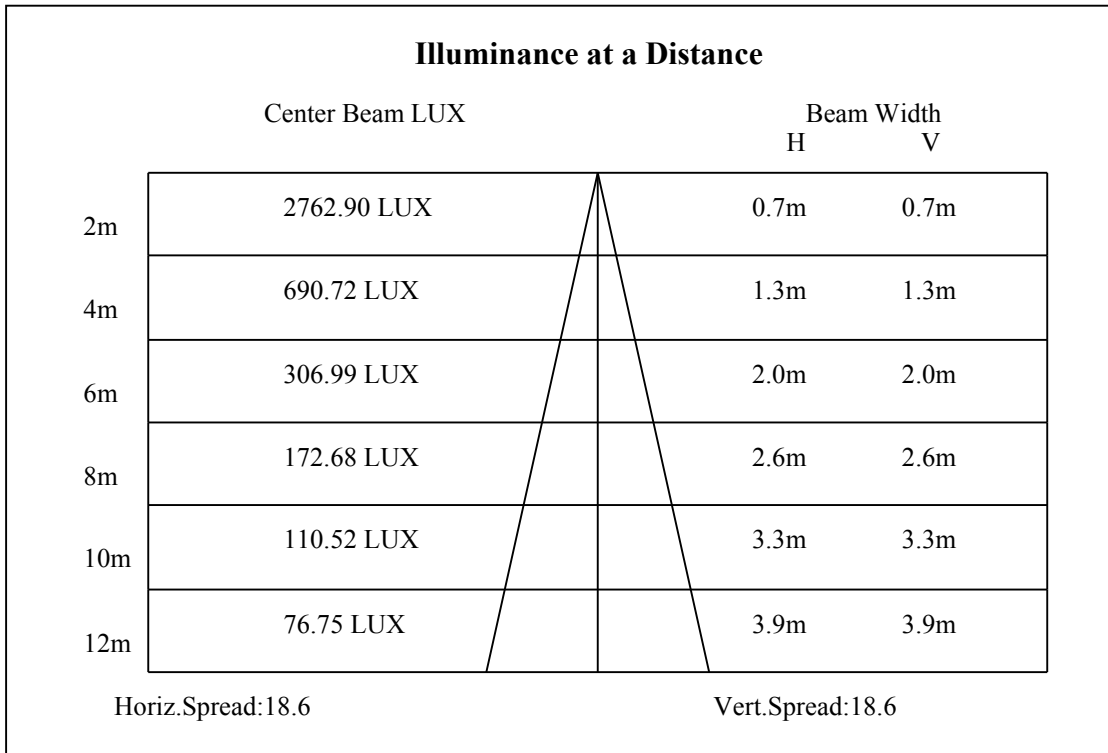 Illuminance at a Distance
Center Beam LUX Beam Width
H V
2m 2762.90 LUX 0.7m 0.7m
4m 690.72 LUX 1.3m 1.3m
6m 306.99 LUX 2.0m 2.0m
8m 172.68 LUX 2.6m 2.6m
10m 110.52 LUX 3.3m 3.3m
12m 76.75 LUX 3.9m 3.9m
Horiz.Spread:18.6 Vert.Spread:18.6